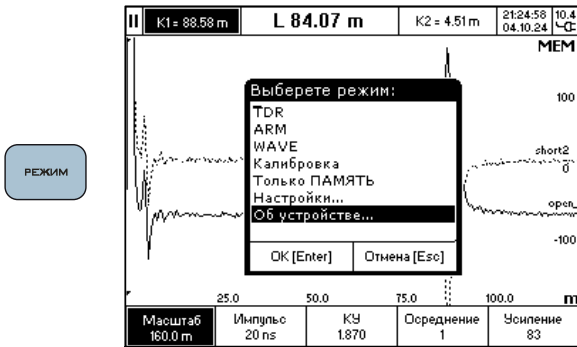 РЕЖИМ
K1 = 88.58 m
L 84.07 m
K2 = 4.51 m
21:24:58
04.10.24
10.4
MEM
Выберете режим:
TDR
ARM
WAVE
Калибровка
Только ПАМЯТЬ
Настройки...
Об устройстве...
OK [Enter]
Отмена [Esc]
100
short2
0
open_
-100
25.0
50.0
75.0
100.0
m
Масштаб
160.0 m
Импульс
20 ns
КУ
1.870
Осреднение
1
Усиление
83